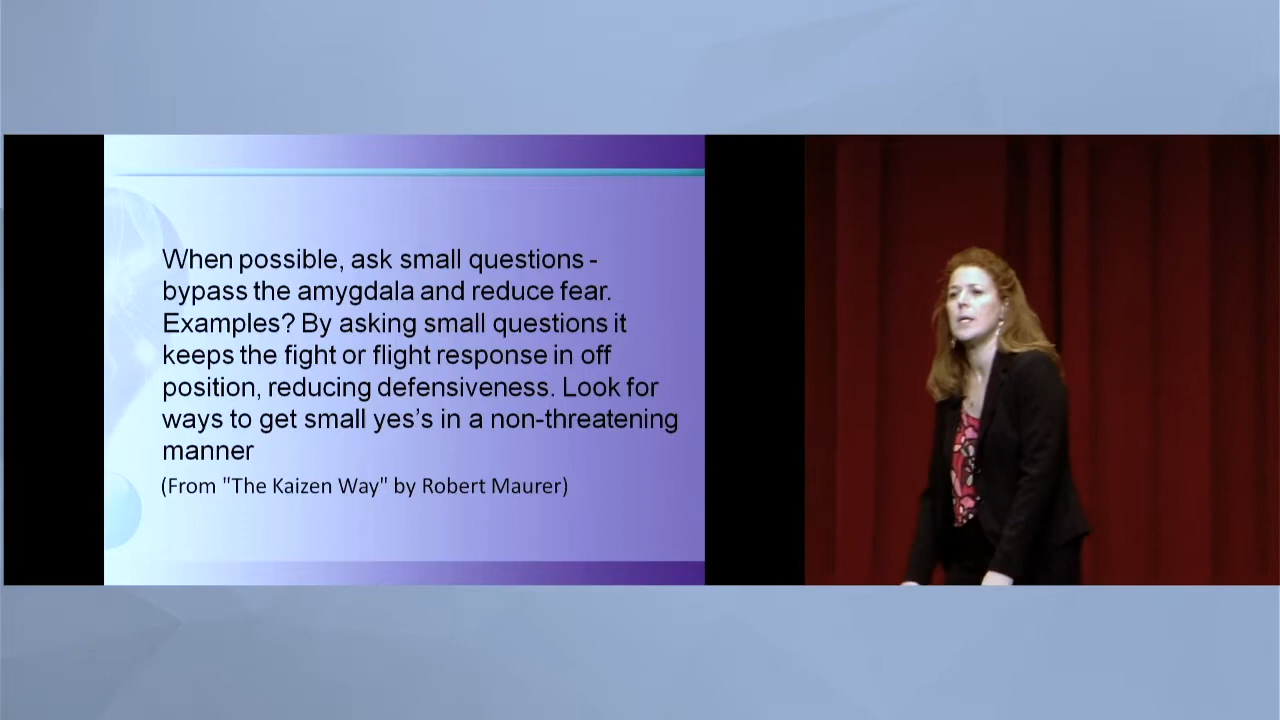 When possible, ask small questions -
bypass the amygdala and reduce fear.
Examples? By asking small questions it
keeps the fight or flight response in off
position, reducing defensiveness. Look for
ways to get small yes’s in a non-threatening
manner
(From "The Kaizen Way" by Robert Maurer)